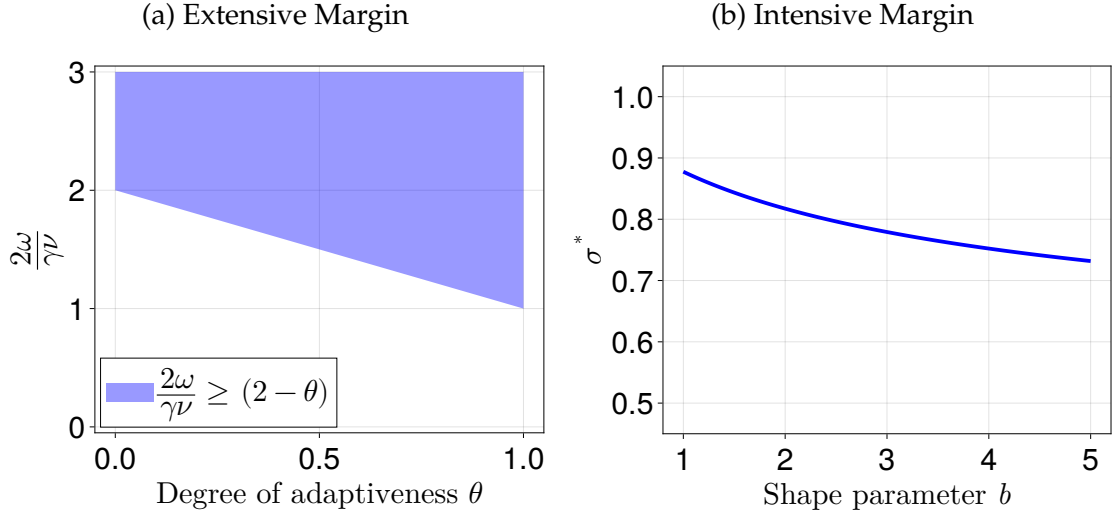 (a) Extensive Margin
3
2
1
0
2ω/γν
2ω/γν ≥ (2 − θ)
0.0 0.5 1.0
Degree of adaptiveness θ
(b) Intensive Margin
1.0
0.9
0.8
0.7
0.6
0.5
σ*
1 2 3 4 5
Shape parameter b